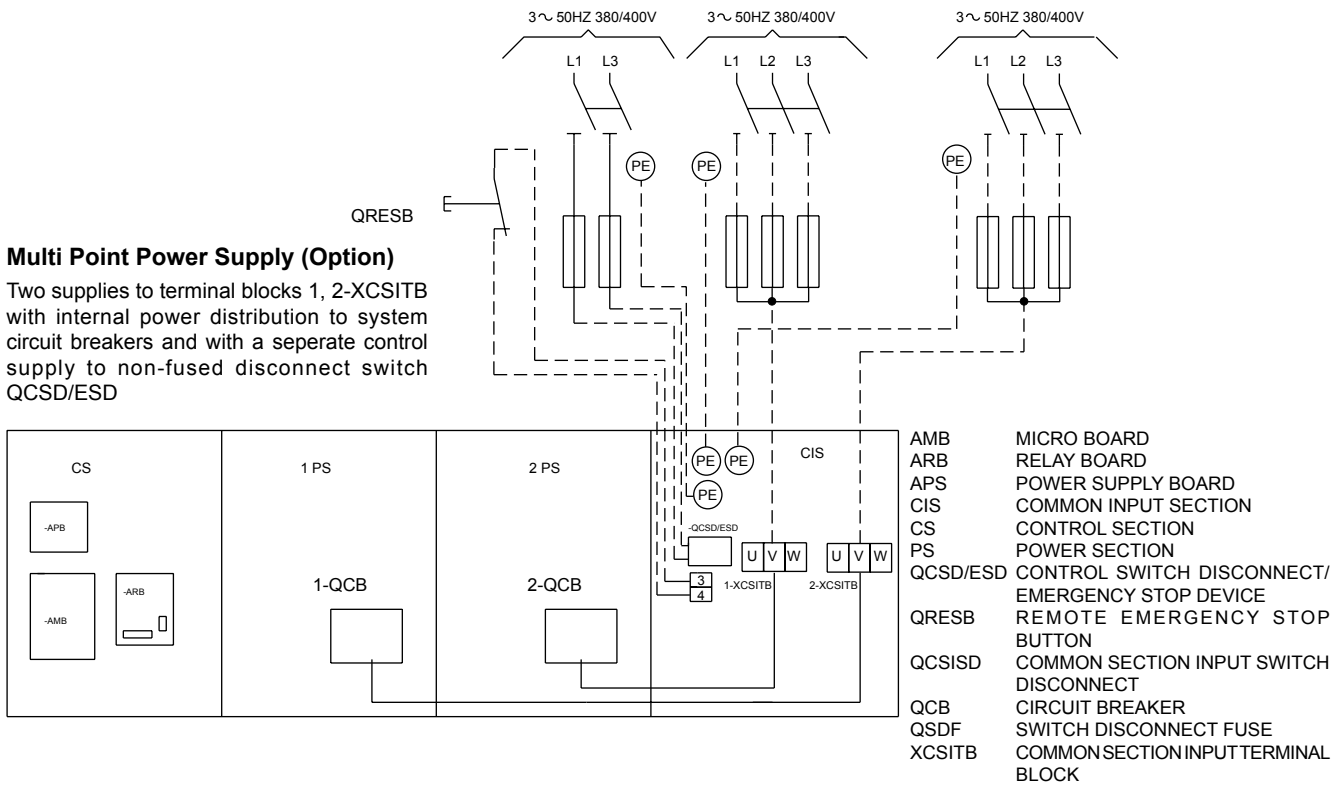 3∿ 50HZ 380/400V
3∿ 50HZ 380/400V
3∿ 50HZ 380/400V
L1 L3
L1 L2 L3
L1 L2 L3
PE
PE
PE
QRESB
Multi Point Power Supply (Option)
Two supplies to terminal blocks 1, 2-XCSITB
with internal power distribution to system
circuit breakers and with a seperate control
supply to non-fused disconnect switch
QCSD/ESD
CS
1 PS
2 PS
CIS
PE
PE
PE
-APB
-QCSD/ESD
U V W
U V W
1-QCB
2-QCB
3
4
1-XCSITB
2-XCSITB
-ARB
-AMB
AMB MICRO BOARD
ARB RELAY BOARD
APS POWER SUPPLY BOARD
CIS COMMON INPUT SECTION
CS CONTROL SECTION
PS POWER SECTION
QCSD/ESD CONTROL SWITCH DISCONNECT/
EMERGENCY STOP DEVICE
QRESB REMOTE EMERGENCY STOP
BUTTON
QCSISD COMMON SECTION INPUT SWITCH
DISCONNECT
QCB CIRCUIT BREAKER
QSDF SWITCH DISCONNECT FUSE
XCSITB COMMON SECTION INPUT TERMINAL
BLOCK